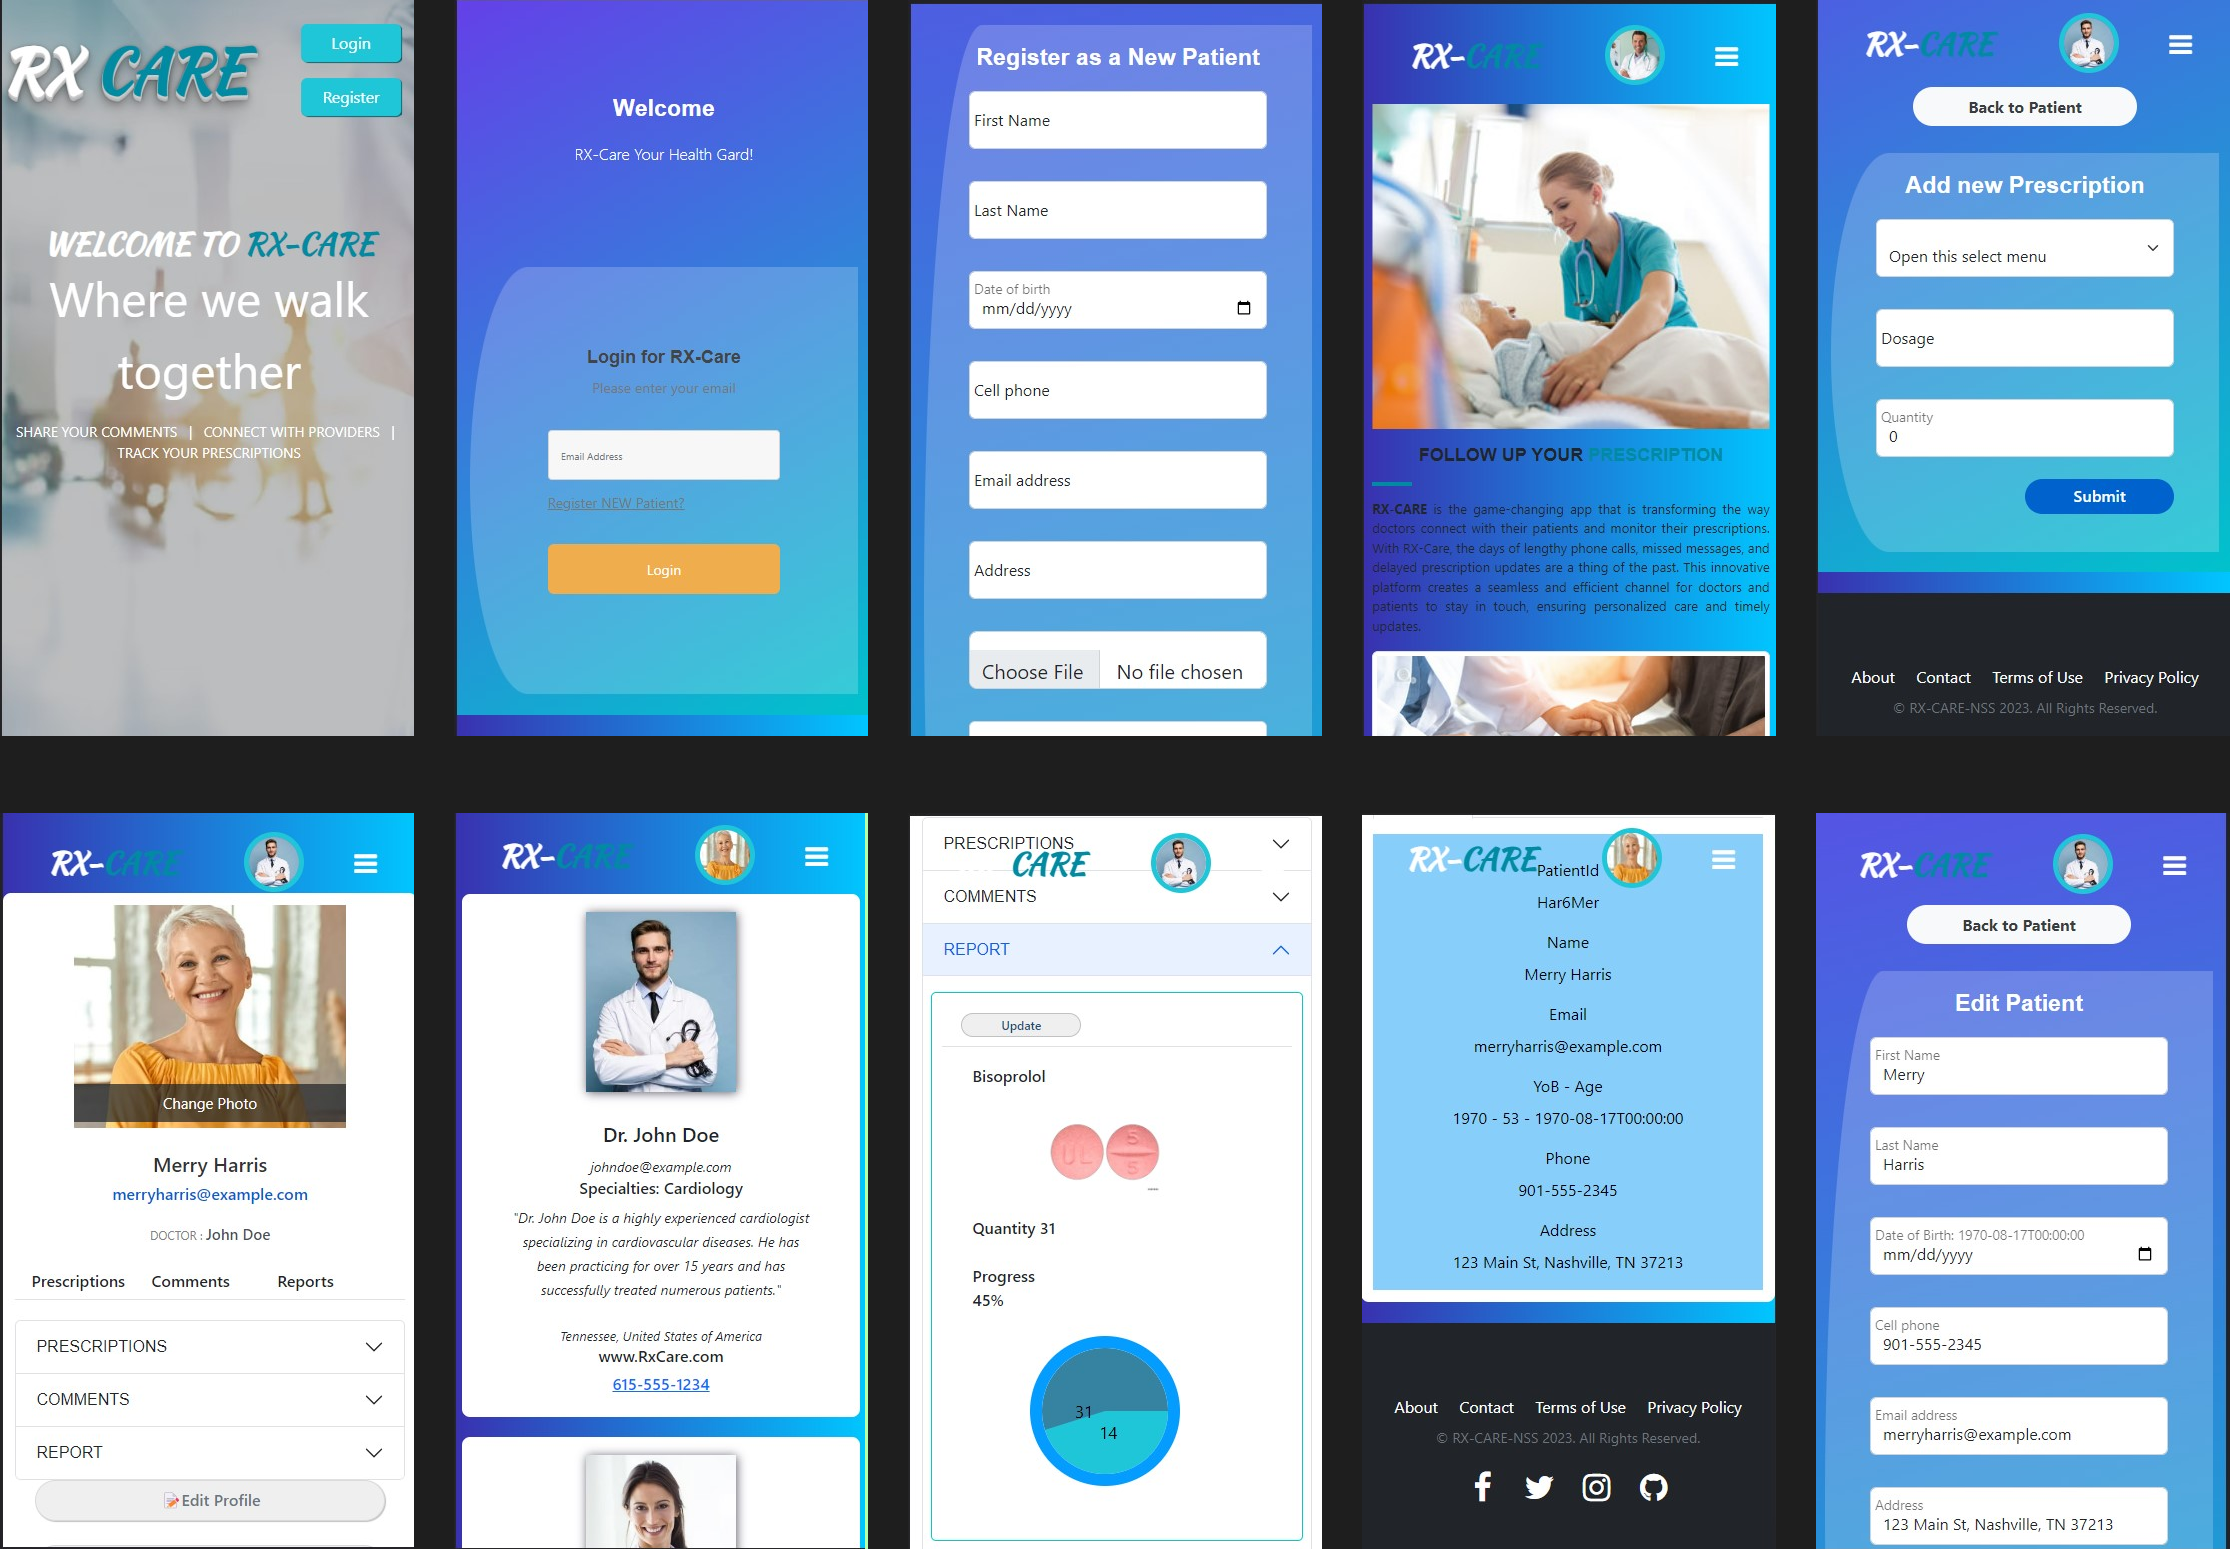 RX CARE
Login
Register
WELCOME TO RX-CARE
Where we walk
together
SHARE YOUR COMMENTS | CONNECT WITH PROVIDERS |
TRACK YOUR PRESCRIPTIONS
Welcome
RX-Care Your Health Gard!
Login for RX-Care
Please enter your email
Email Address
Register NEW Patient?
Login
Register as a New Patient
First Name
Last Name
Date of birth
mm/dd/yyyy
Cell phone
Email address
Address
Choose File No file chosen
RX-CARE
FOLLOW UP YOUR PRESCRIPTION
RX-CARE is the game-changing app that is transforming the way
doctors connect with their patients and monitor their prescriptions.
With RX-Care, the days of lengthy phone calls, missed messages, and
delayed prescription updates are a thing of the past. This innovative
platform creates a seamless and efficient channel for doctors and
patients to stay in touch, ensuring personalized care and timely
updates.
RX-CARE
Back to Patient
Add new Prescription
Open this select menu
Dosage
Quantity
0
Submit
About Contact Terms of Use Privacy Policy
© RX-CARE-NSS 2023. All Rights Reserved.
RX-CARE
Change Photo
Merry Harris
merryharris@example.com
DOCTOR : John Doe
Prescriptions Comments Reports
PRESCRIPTIONS
COMMENTS
REPORT
Edit Profile
RX-CARE
Dr. John Doe
johndoe@example.com
Specialties: Cardiology
"Dr. John Doe is a highly experienced cardiologist
specializing in cardiovascular diseases. He has
been practicing for over 15 years and has
successfully treated numerous patients."
Tennessee, United States of America
www.RxCare.com
615-555-1234
PRESCRIPTIONS
CARE
COMMENTS
REPORT
Update
Bisoprolol
UL 5 5
Quantity 31
Progress
45%
31
14
RX-CARE
PatientId
Har6Mer
Name
Merry Harris
Email
merryharris@example.com
YoB - Age
1970 - 53 - 1970-08-17T00:00:00
Phone
901-555-2345
Address
123 Main St, Nashville, TN 37213
About Contact Terms of Use Privacy Policy
© RX-CARE-NSS 2023. All Rights Reserved.
RX-CARE
Back to Patient
Edit Patient
First Name
Merry
Last Name
Harris
Date of Birth: 1970-08-17T00:00:00
mm/dd/yyyy
Cell phone
901-555-2345
Email address
merryharris@example.com
Address
123 Main St, Nashville, TN 37213